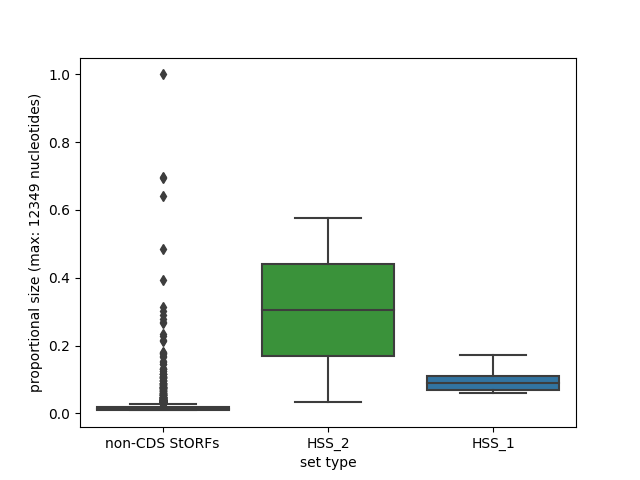 1.0
0.8
0.6
0.4
0.2
0.0
proportional size (max: 12349 nucleotides)
non-CDS StORFs
HSS_2
HSS_1
set type